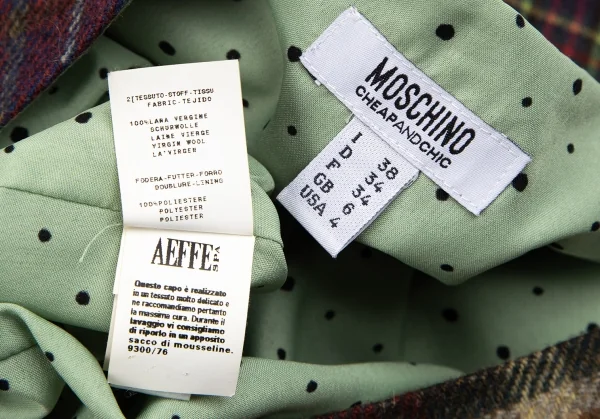 2[TESSUTO-STOFF-TISSU
FABRIC-TEJIDO
100%LANA VERGINE
SCHURWOLLE
LAINE VIERGE
VIRGIN WOOL
LA'VIRGEN
FODERA-FUTTER-FORRO
DOUBLURE-LINING
100%POLIESTERE
POLYESTER
POLIESTER
AEFFE SPA
Questo capo è realizzato
in un tessuto molto delicato e
ne raccomandiamo pertanto
la massima cura. Durante il
lavaggio vi consigliamo
di riporlo in un apposito
sacco di mousseline.
9300/76
MOSCHINO
CHEAPANDCHIC
I 38
D 34
F 34
GB 6
USA 4